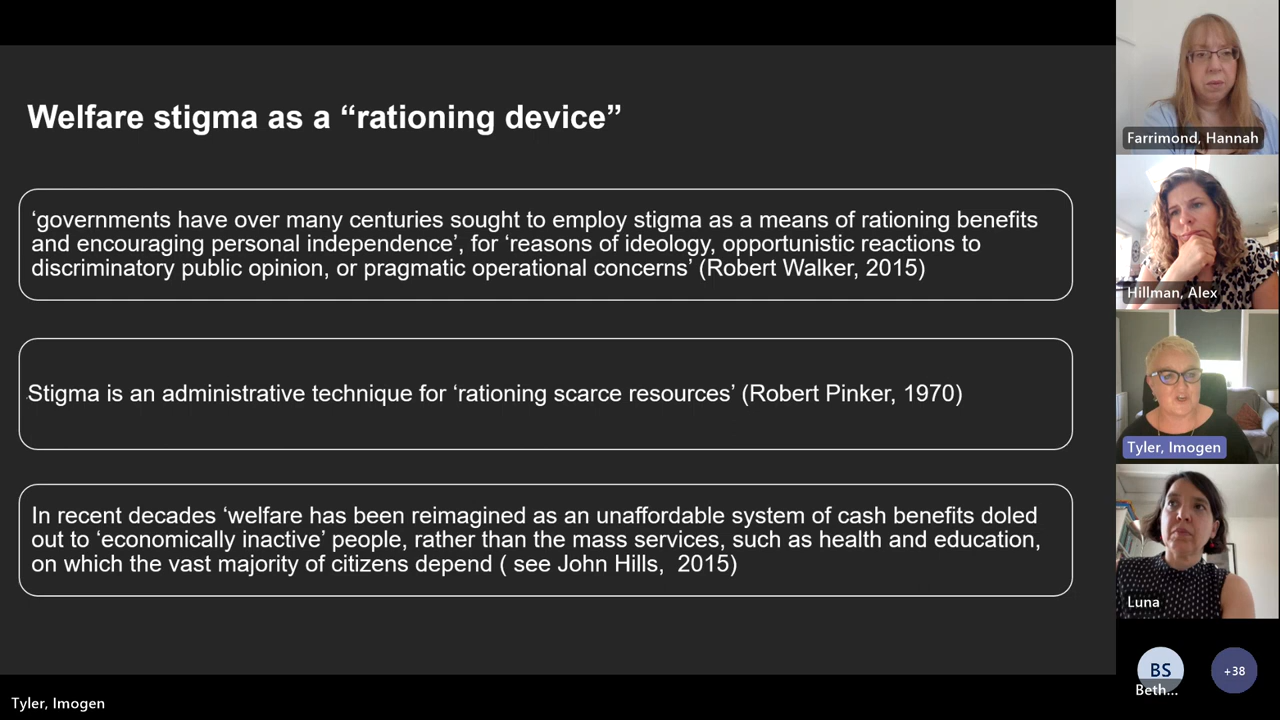 Welfare stigma as a “rationing device”
‘governments have over many centuries sought to employ stigma as a means of rationing benefits
and encouraging personal independence’, for ‘reasons of ideology, opportunistic reactions to
discriminatory public opinion, or pragmatic operational concerns’ (Robert Walker, 2015)
Stigma is an administrative technique for ‘rationing scarce resources’ (Robert Pinker, 1970)
In recent decades ‘welfare has been reimagined as an unaffordable system of cash benefits doled
out to ‘economically inactive’ people, rather than the mass services, such as health and education,
on which the vast majority of citizens depend ( see John Hills,  2015)
Farrimond, Hannah
Hillman, Alex
Tyler, Imogen
Luna
BS
Beth...
+38
Tyler, Imogen